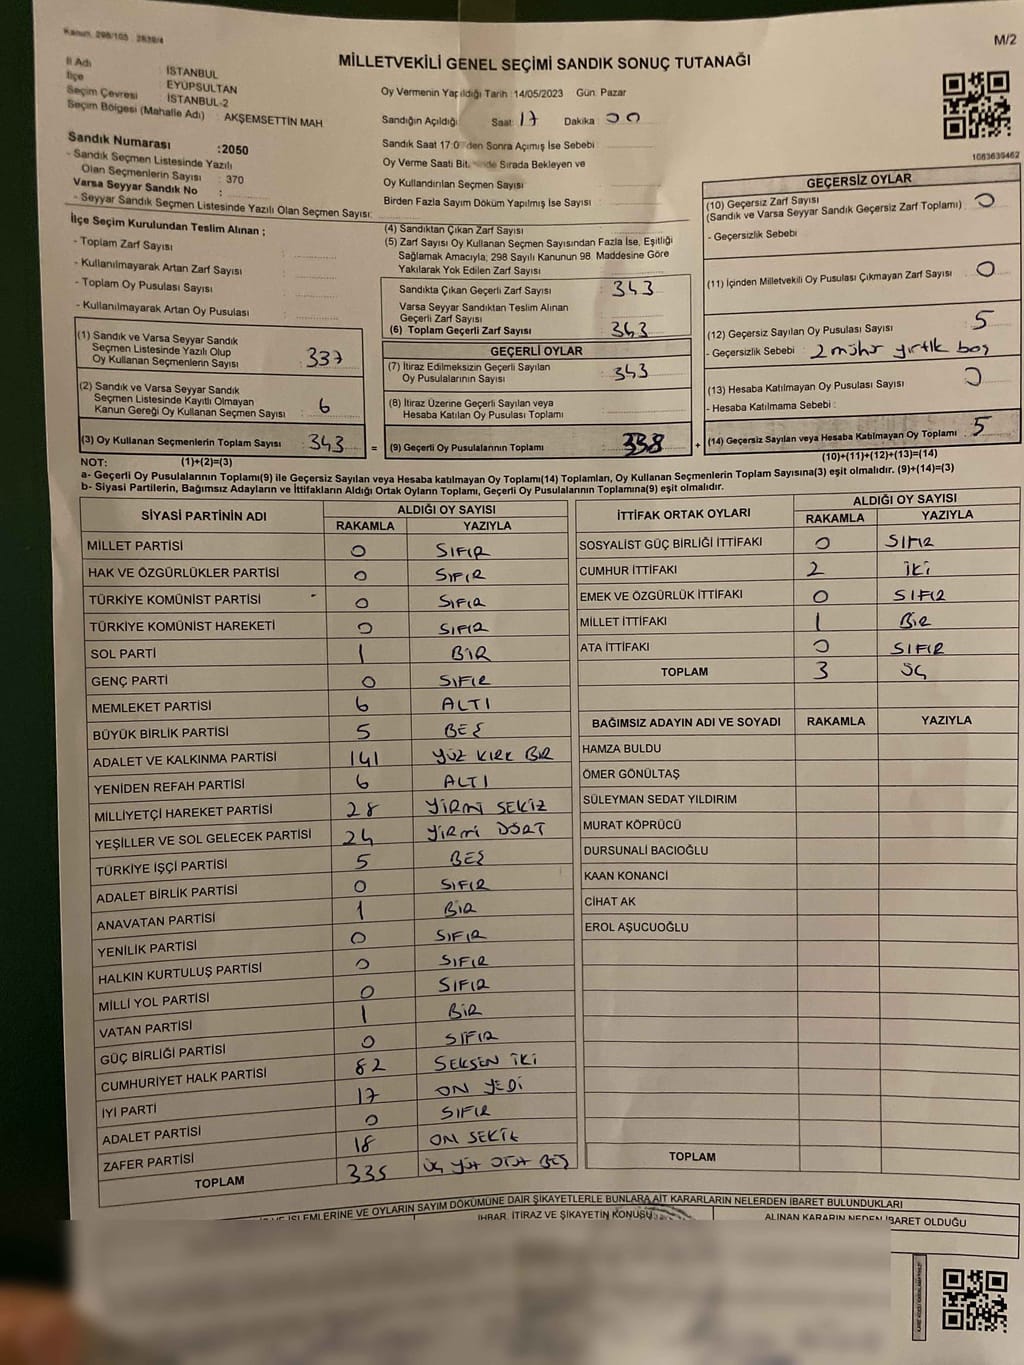 Kanun. 298/105 : 2839/4
M/2
MİLLETVEKİLİ GENEL SEÇİMİ SANDIK SONUÇ TUTANAĞI
İl Adı : İSTANBUL
İlçe : EYÜPSULTAN
Seçim Çevresi : İSTANBUL-2
Seçim Bölgesi (Mahalle Adı) : AKŞEMSETTİN MAH
Sandık Numarası :2050
- Sandık Seçmen Listesinde Yazılı
Olan Seçmenlerin Sayısı : 370
Varsa Seyyar Sandık No :
- Seyyar Sandık Seçmen Listesinde Yazılı Olan Seçmen Sayısı:
Oy Vermenin Yapıldığı Tarih :14/05/2023 Gün: Pazar
Sandığın Açıldığı Saat: 17 Dakika : 00
Sandık Saat 17:0 den Sonra Açımış İse Sebebi :
Oy Verme Saati Bit. de Sırada Bekleyen ve
Oy Kullandırılan Seçmen Sayısı :
Birden Fazla Sayım Döküm Yapılmış İse Sayısı :
1083639462
İlçe Seçim Kurulundan Teslim Alınan ;
- Toplam Zarf Sayısı :
- Kullanılmayarak Artan Zarf Sayısı :
- Toplam Oy Pusulası Sayısı :
- Kullanılmayarak Artan Oy Pusulası :
(1) Sandık ve Varsa Seyyar Sandık
Seçmen Listesinde Yazılı Olup
Oy Kullanan Seçmenlerin Sayısı : 337
(2) Sandık ve Varsa Seyyar Sandık
Seçmen Listesinde Kayıtlı Olmayan
Kanun Gereği Oy Kullanan Seçmen Sayısı : 6
(3) Oy Kullanan Seçmenlerin Toplam Sayısı : 343 =
(4) Sandıktan Çıkan Zarf Sayısı :
(5) Zarf Sayısı Oy Kullanan Seçmen Sayısından Fazla İse, Eşitliği
Sağlamak Amacıyla; 298 Sayılı Kanunun 98. Maddesine Göre
Yakılarak Yok Edilen Zarf Sayısı :
Sandıkta Çıkan Geçerli Zarf Sayısı : 343
Varsa Seyyar Sandıktan Teslim Alınan
Geçerli Zarf Sayısı :
(6) Toplam Geçerli Zarf Sayısı : 343
GEÇERLİ OYLAR
(7) İtiraz Edilmeksizin Geçerli Sayılan
Oy Pusulalarının Sayısı : 343
(8) İtiraz Üzerine Geçerli Sayılan veya
Hesaba Katılan Oy Pusulası Toplamı :
(9) Geçerli Oy Pusulalarının Toplamı : 338 +
GEÇERSİZ OYLAR
(10) Geçersiz Zarf Sayısı
(Sandık ve Varsa Seyyar Sandık Geçersiz Zarf Toplamı) : 0
- Geçersizlik Sebebi
(11) İçinden Milletvekili Oy Pusulası Çıkmayan Zarf Sayısı : 0
(12) Geçersiz Sayılan Oy Pusulası Sayısı : 5
- Geçersizlik Sebebi : 2 mühür yırtık boş
(13) Hesaba Katılmayan Oy Pusulası Sayısı : 0
- Hesaba Katılmama Sebebi :
(14) Geçersiz Sayılan veya Hesaba Katılmayan Oy Toplamı : 5
NOT: (1)+(2)=(3)
(10)+(11)+(12)+(13)=(14)
a- Geçerli Oy Pusulalarının Toplamı(9) ile Geçersiz Sayılan veya Hesaba katılmayan Oy Toplamı(14) Toplamları, Oy Kullanan Seçmenlerin Toplam Sayısına(3) eşit olmalıdır. (9)+(14)=(3)
b- Siyasi Partilerin, Bağımsız Adayların ve İttifakların Aldığı Ortak Oyların Toplamı, Geçerli Oy Pusulalarının Toplamına(9) eşit olmalıdır.
SİYASİ PARTİNİN ADI ALDIĞI OY SAYISI
RAKAMLA YAZIYLA
MİLLET PARTİSİ 0 SIFIR
HAK VE ÖZGÜRLÜKLER PARTİSİ 0 SIFIR
TÜRKİYE KOMÜNİST PARTİSİ 0 SIFIR
TÜRKİYE KOMÜNİST HAREKETİ 0 SIFIR
SOL PARTİ 1 BİR
GENÇ PARTİ 0 SIFIR
MEMLEKET PARTİSİ 6 ALTI
BÜYÜK BİRLİK PARTİSİ 5 BEŞ
ADALET VE KALKINMA PARTİSİ 141 YÜZ KIRK BİR
YENİDEN REFAH PARTİSİ 6 ALTI
MİLLİYETÇİ HAREKET PARTİSİ 28 YİRMİ SEKİZ
YEŞİLLER VE SOL GELECEK PARTİSİ 24 YİRMİ DÖRT
TÜRKİYE İŞÇİ PARTİSİ 5 BEŞ
ADALET BİRLİK PARTİSİ 0 SIFIR
ANAVATAN PARTİSİ 1 BİR
YENİLİK PARTİSİ 0 SIFIR
HALKIN KURTULUŞ PARTİSİ 0 SIFIR
MİLLİ YOL PARTİSİ 0 SIFIR
VATAN PARTİSİ 1 BİR
GÜÇ BİRLİĞİ PARTİSİ 0 SIFIR
CUMHURİYET HALK PARTİSİ 82 SEKSEN İKİ
İYİ PARTİ 17 ON YEDİ
ADALET PARTİSİ 0 SIFIR
ZAFER PARTİSİ 18 ON SEKİZ
TOPLAM 335 ÜÇ YÜZ OTUZ BEŞ
İTTİFAK ORTAK OYLARI ALDIĞI OY SAYISI
RAKAMLA YAZIYLA
SOSYALİST GÜÇ BİRLİĞİ İTTİFAKI 0 SIFIR
CUMHUR İTTİFAKI 2 İKİ
EMEK VE ÖZGÜRLÜK İTTİFAKI 0 SIFIR
MİLLET İTTİFAKI 1 BİR
ATA İTTİFAKI 0 SIFIR
TOPLAM 3 ÜÇ
BAĞIMSIZ ADAYIN ADI VE SOYADI RAKAMLA YAZIYLA
HAMZA BULDU
ÖMER GÖNÜLTAŞ
SÜLEYMAN SEDAT YILDIRIM
MURAT KÖPRÜCÜ
DURSUNALİ BACIOĞLU
KAAN KONANCİ
CİHAT AK
EROL AŞUCUOĞLU
TOPLAM
İŞLEMLERİNE VE OYLARIN SAYIM DÖKÜMÜNE DAİR ŞİKAYETLERLE BUNLARA AİT KARARLARIN NELERDEN İBARET BULUNDUKLARI
İHBAR, İTİRAZ VE ŞİKAYETİN KONUSU ALINAN KARARIN NEDEN İBARET OLDUĞU